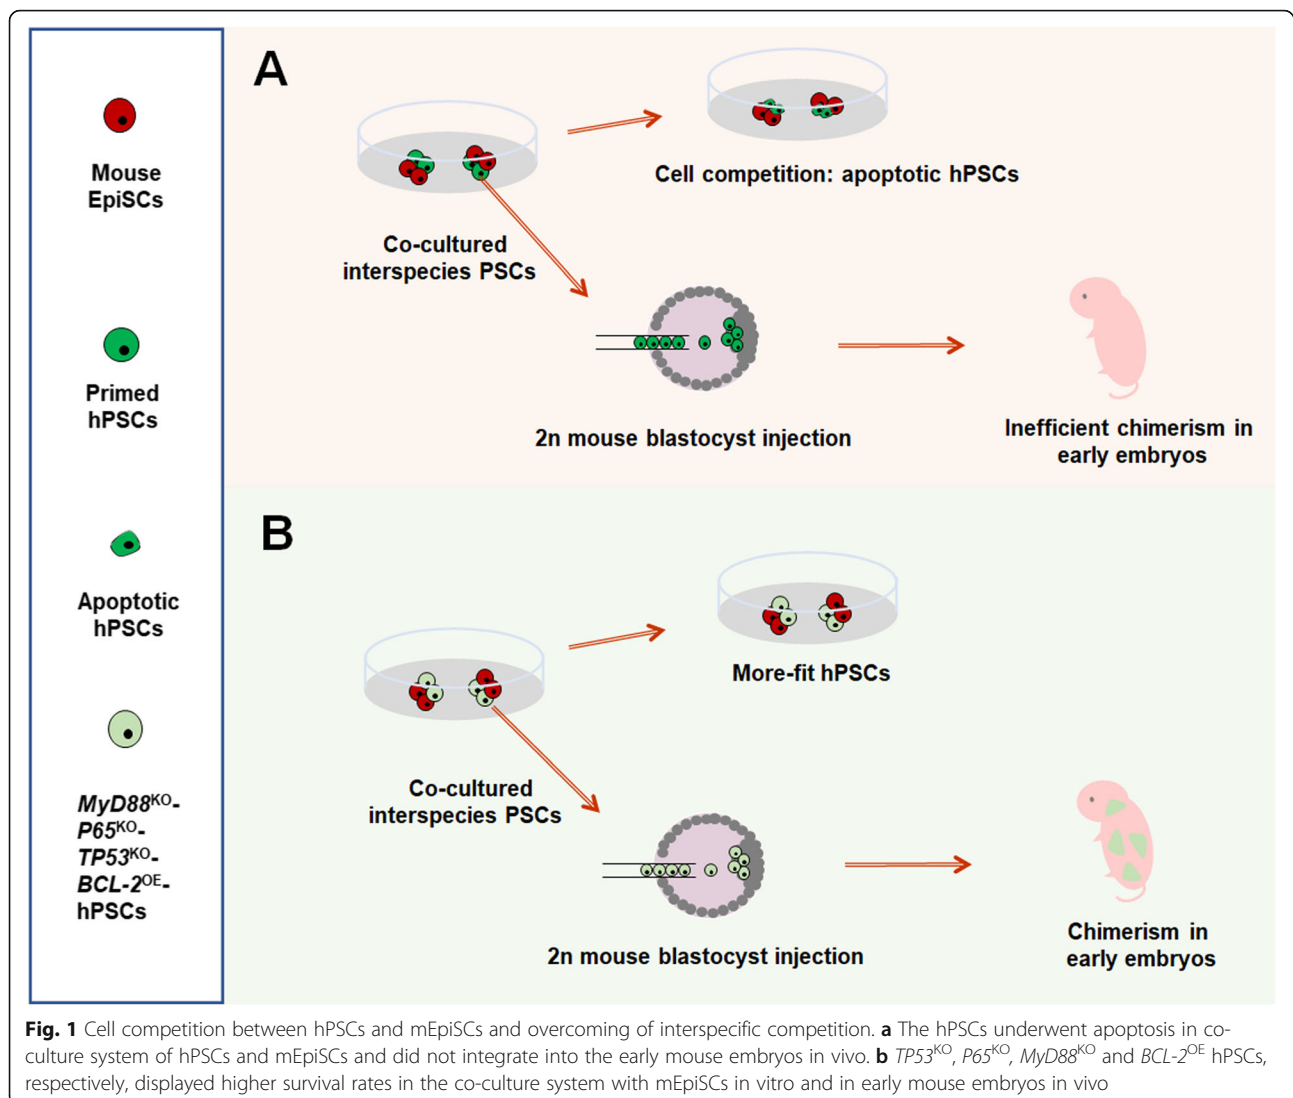 Mouse
EpiSCs
Primed
hPSCs
Apoptotic
hPSCs
MyD88KO-
P65KO-
TP53KO-
BCL-2OE-
hPSCs
A
Co-cultured
interspecies PSCs
Cell competition: apoptotic hPSCs
2n mouse blastocyst injection
Inefficient chimerism in
early embryos
B
Co-cultured
interspecies PSCs
More-fit hPSCs
2n mouse blastocyst injection
Chimerism in
early embryos
Fig. 1 Cell competition between hPSCs and mEpiSCs and overcoming of interspecific competition. a The hPSCs underwent apoptosis in co-
culture system of hPSCs and mEpiSCs and did not integrate into the early mouse embryos in vivo. b TP53KO, P65KO, MyD88KO and BCL-2OE hPSCs,
respectively, displayed higher survival rates in the co-culture system with mEpiSCs in vitro and in early mouse embryos in vivo